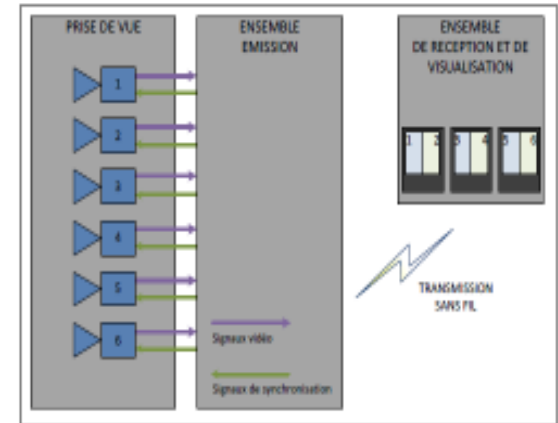 PRISE DE VUE
1
2
3
4
5
6
ENSEMBLE
EMISSION
Signaux vidéo
Signaux de synchronisation
ENSEMBLE
DE RECEPTION ET DE
VISUALISATION
1 2 3 4 5 6
TRANSMISSION
SANS FIL